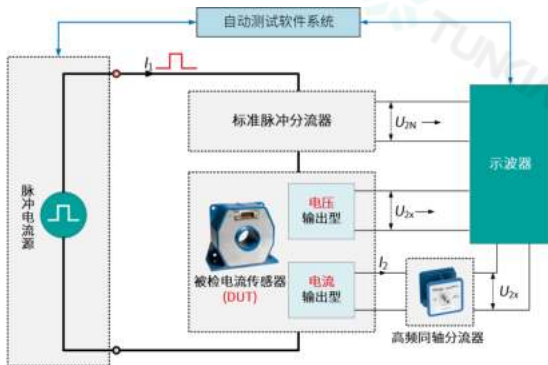 自动测试软件系统
I₁
标准脉冲分流器
U₂N
示波器
脉冲电流源
电压
输出型
U₂ₓ
被检电流传感器
(DUT)
电流
输出型
I₂
U₂ₓ
高频同轴分流器
TUNKIN